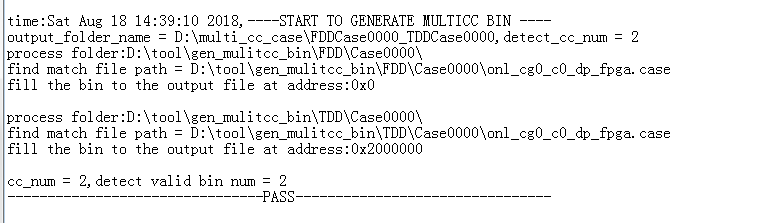 time:Sat Aug 18 14:39:10 2018,----START TO GENERATE MULTICC BIN ----
output_folder_name = D:\multi_cc_case\FDDCase0000_TDDCase0000,detect_cc_num = 2
process folder:D:\tool\gen_mulitcc_bin\FDD\Case0000\
find match file path = D:\tool\gen_mulitcc_bin\FDD\Case0000\onl_cg0_c0_dp_fpga.case
fill the bin to the output file at address:0x0
process folder:D:\tool\gen_mulitcc_bin\TDD\Case0000\
find match file path = D:\tool\gen_mulitcc_bin\TDD\Case0000\onl_cg0_c0_dp_fpga.case
fill the bin to the output file at address:0x2000000
cc_num = 2,detect valid bin num = 2
--------------------------------PASS--------------------------------